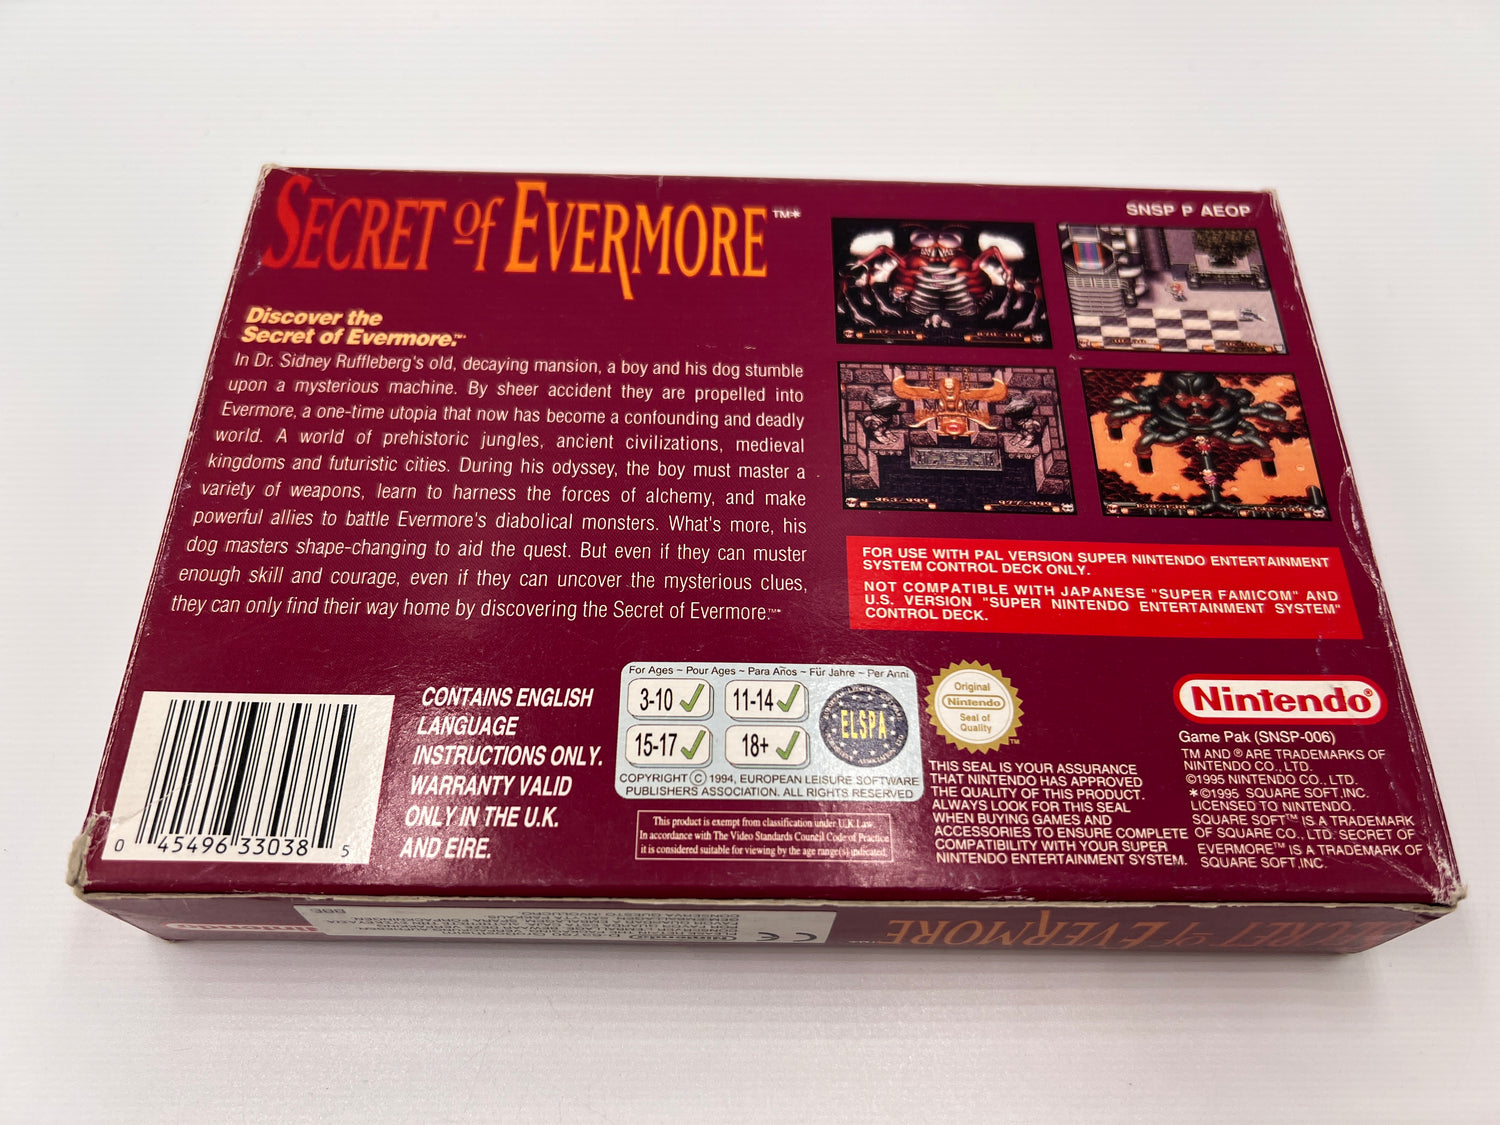 SECRET of EVERMORE ™*
SNSP P AEOP
Discover the
Secret of Evermore.™*
In Dr. Sidney Ruffleberg's old, decaying mansion, a boy and his dog stumble
upon a mysterious machine. By sheer accident they are propelled into
Evermore, a one-time utopia that now has become a confounding and deadly
world. A world of prehistoric jungles, ancient civilizations, medieval
kingdoms and futuristic cities. During his odyssey, the boy must master a
variety of weapons, learn to harness the forces of alchemy, and make
powerful allies to battle Evermore's diabolical monsters. What's more, his
dog masters shape-changing to aid the quest. But even if they can muster
enough skill and courage, even if they can uncover the mysterious clues,
they can only find their way home by discovering the Secret of Evermore.™*
FOR USE WITH PAL VERSION SUPER NINTENDO ENTERTAINMENT
SYSTEM CONTROL DECK ONLY.
NOT COMPATIBLE WITH JAPANESE "SUPER FAMICOM" AND
U.S. VERSION "SUPER NINTENDO ENTERTAINMENT SYSTEM"
CONTROL DECK.
0 45496 33038 5
CONTAINS ENGLISH
LANGUAGE
INSTRUCTIONS ONLY.
WARRANTY VALID
ONLY IN THE U.K.
AND EIRE.
For Ages ~ Pour Ages ~ Para Años ~ Für Jahre ~ Per Anni
3-10 ✓ 11-14 ✓
15-17 ✓ 18+ ✓
ELSPA
COPYRIGHT © 1994, EUROPEAN LEISURE SOFTWARE
PUBLISHERS ASSOCIATION. ALL RIGHTS RESERVED
This product is exempt from classification under U.K Law.
In accordance with The Video Standards Council Code of Practice
it is considered suitable for viewing by the age range(s) indicated.
Original
Nintendo
Seal of
Quality
™
THIS SEAL IS YOUR ASSURANCE
THAT NINTENDO HAS APPROVED
THE QUALITY OF THIS PRODUCT.
ALWAYS LOOK FOR THIS SEAL
WHEN BUYING GAMES AND
ACCESSORIES TO ENSURE COMPLETE
COMPATIBILITY WITH YOUR SUPER
NINTENDO ENTERTAINMENT SYSTEM.
Nintendo®
Game Pak (SNSP-006)
TM AND ® ARE TRADEMARKS OF
NINTENDO CO., LTD.
©1995 NINTENDO CO., LTD.
*©1995 SQUARE SOFT,INC.
LICENSED TO NINTENDO.
SQUARE SOFT™ IS A TRADEMARK
OF SQUARE CO., LTD. SECRET OF
EVERMORE™ IS A TRADEMARK OF
SQUARE SOFT,INC.
Nintendo
CE
SECRET of EVERMORE